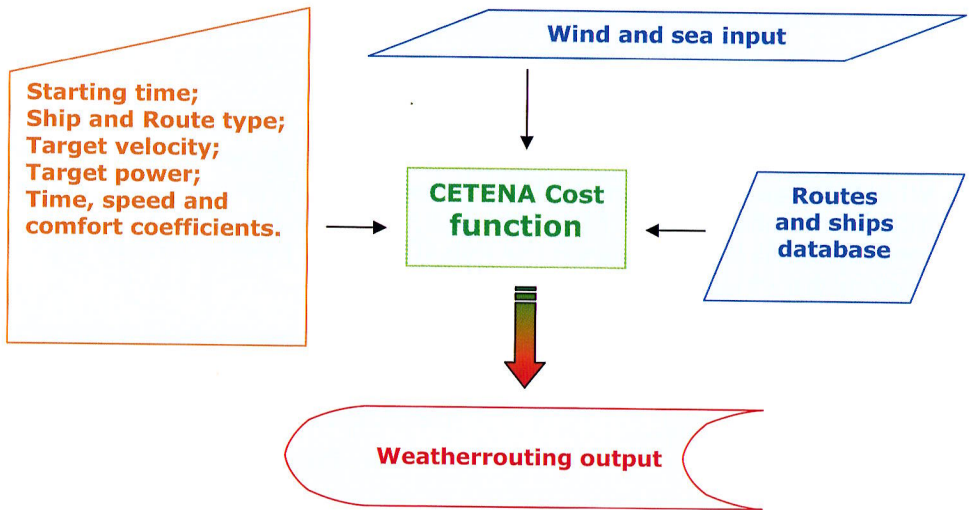 Wind and sea input
Starting time;
Ship and Route type;
Target velocity;
Target power;
Time, speed and
comfort coefficients.
CETENA Cost
function
Routes
and ships
database
Weatherrouting output